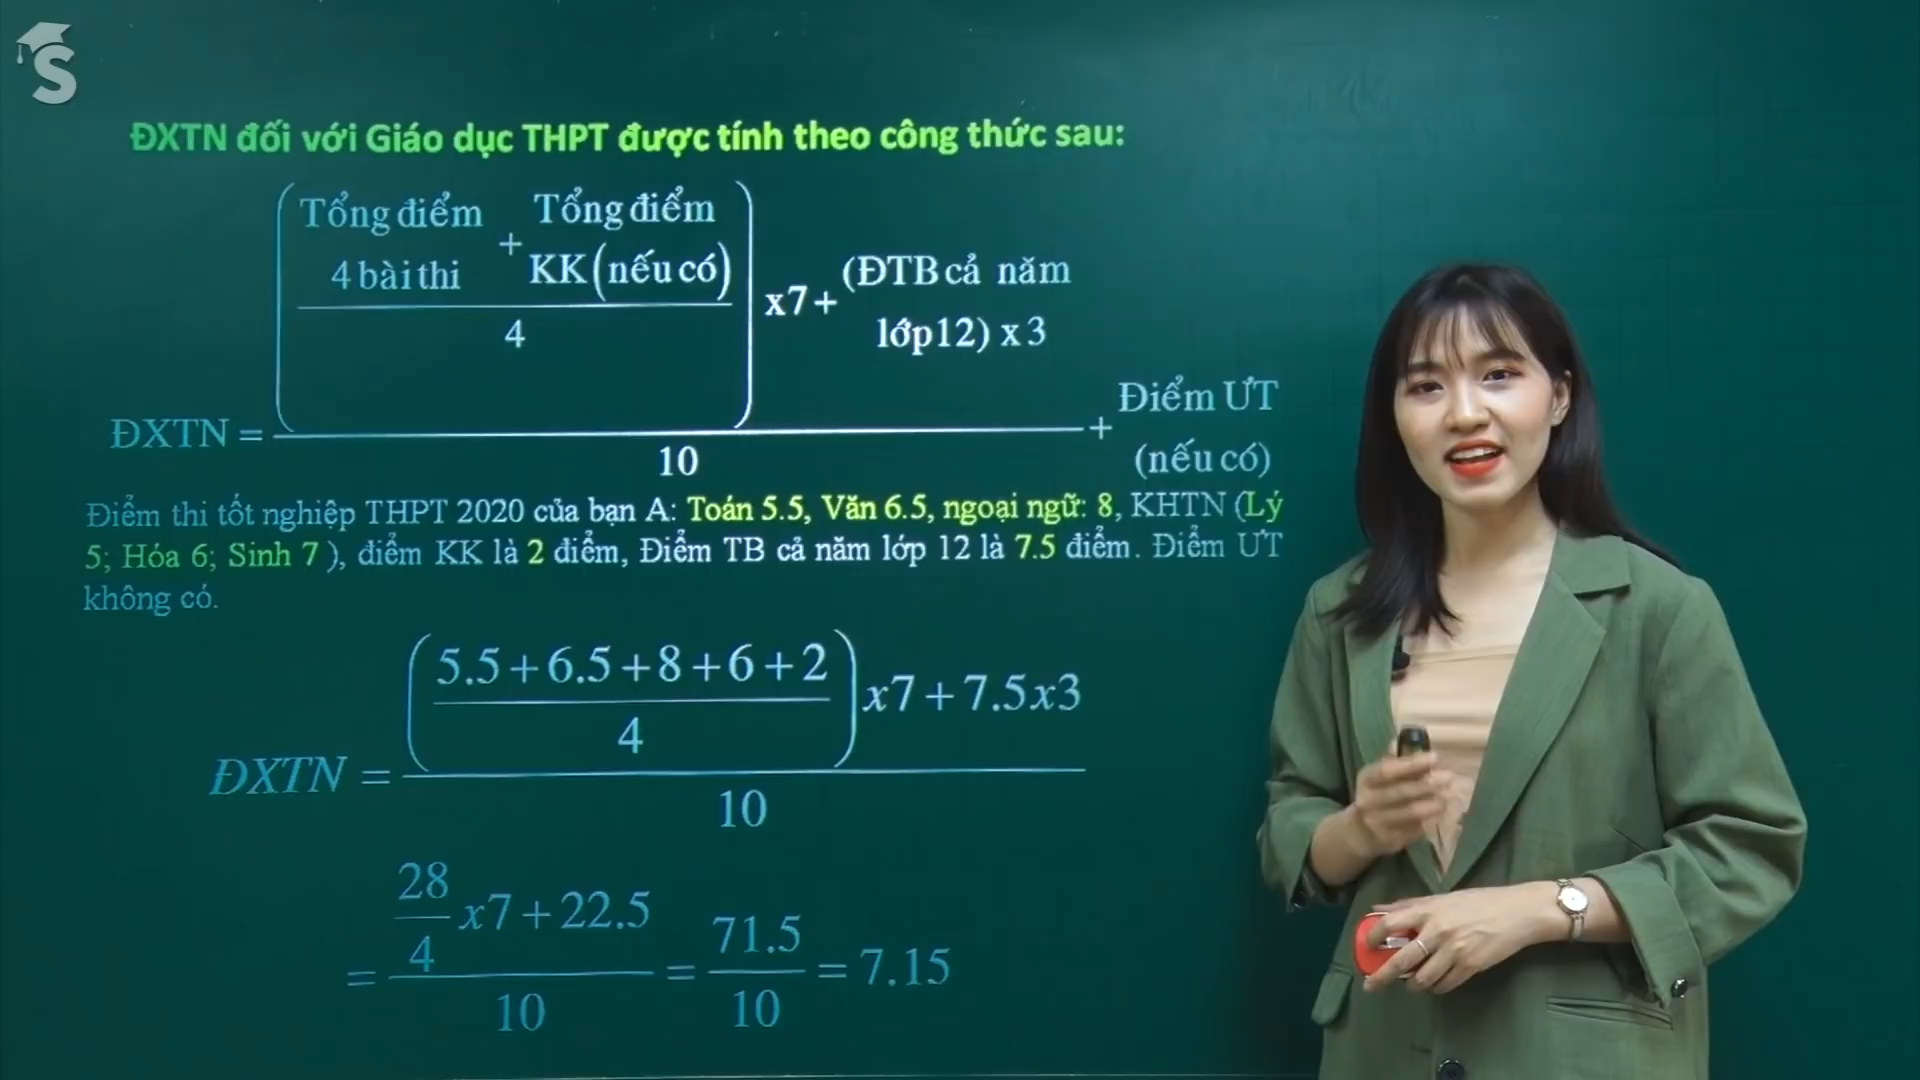 S
ĐXTN đối với Giáo dục THPT được tính theo công thức sau:
Tổng điểm 4 bài thi + Tổng điểm KK (nếu có)
4
x7 + (ĐTB cả năm lớp 12) x 3
ĐXTN = 
10
+ Điểm ƯT (nếu có)
Điểm thi tốt nghiệp THPT 2020 của bạn A: Toán 5.5, Văn 6.5, ngoại ngữ: 8, KHTN (Lý
5; Hóa 6; Sinh 7 ), điểm KK là 2 điểm, Điểm TB cả năm lớp 12 là 7.5 điểm. Điểm ƯT
không có.
(5.5+6.5+8+6+2
4
) x7+7.5x3
ĐXTN =
10
28
4
x7+22.5
= 
10
= 71.5
10
= 7.15